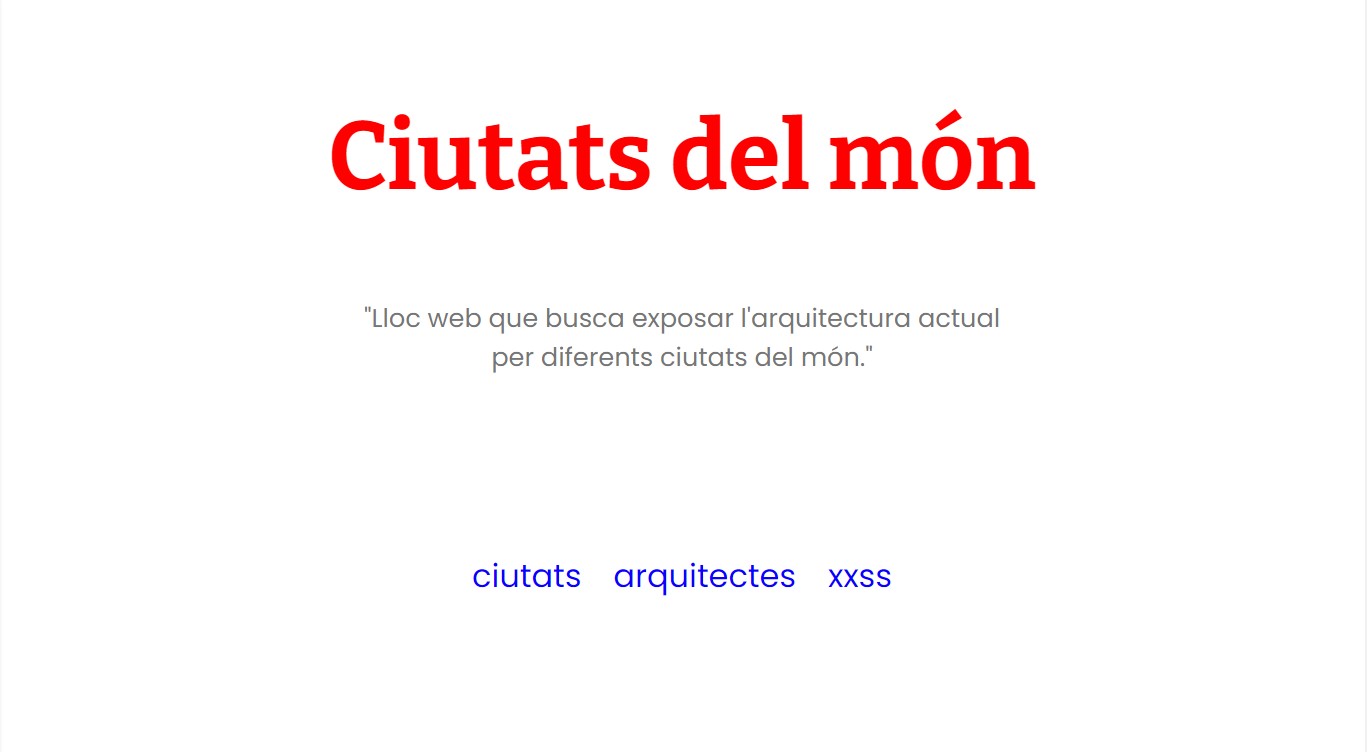 Ciutats del món
"Lloc web que busca exposar l'arquitectura actual
per diferents ciutats del món."
ciutats arquitectes xxss